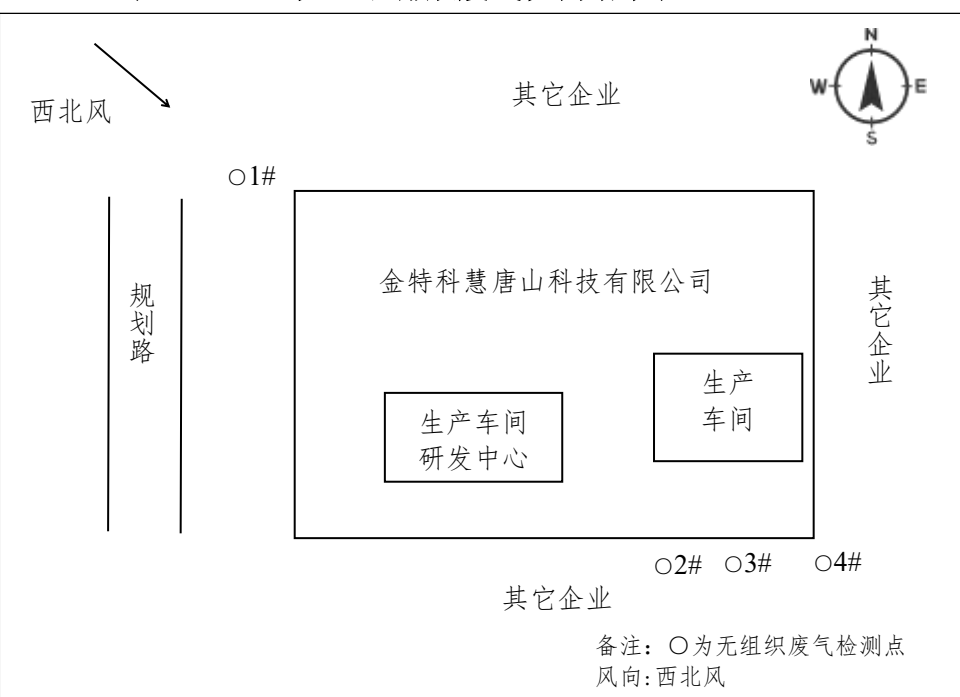 N
W
E
S
西北风
其它企业
○1#
金特科慧唐山科技有限公司
规划路
其它企业
生产
车间
生产车间
研发中心
○2# ○3# ○4#
其它企业
备注：○为无组织废气检测点
风向:西北风